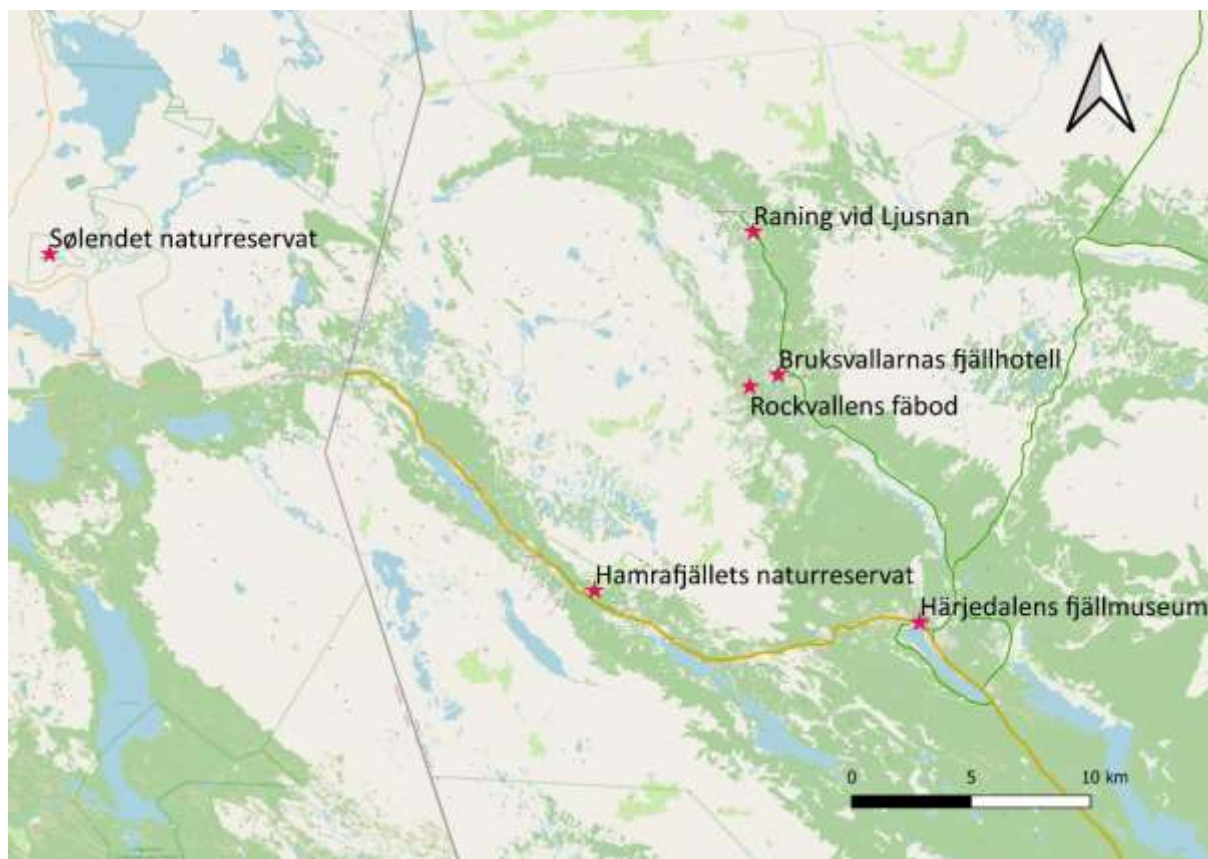 Raning vid Ljusnan
Sølendet naturreservat
Bruksvallarnas fjällhotell
Rockvallens fäbod
Hamrafjällets naturreservat
Härjedalens fjällmuseum
0 5 10 km